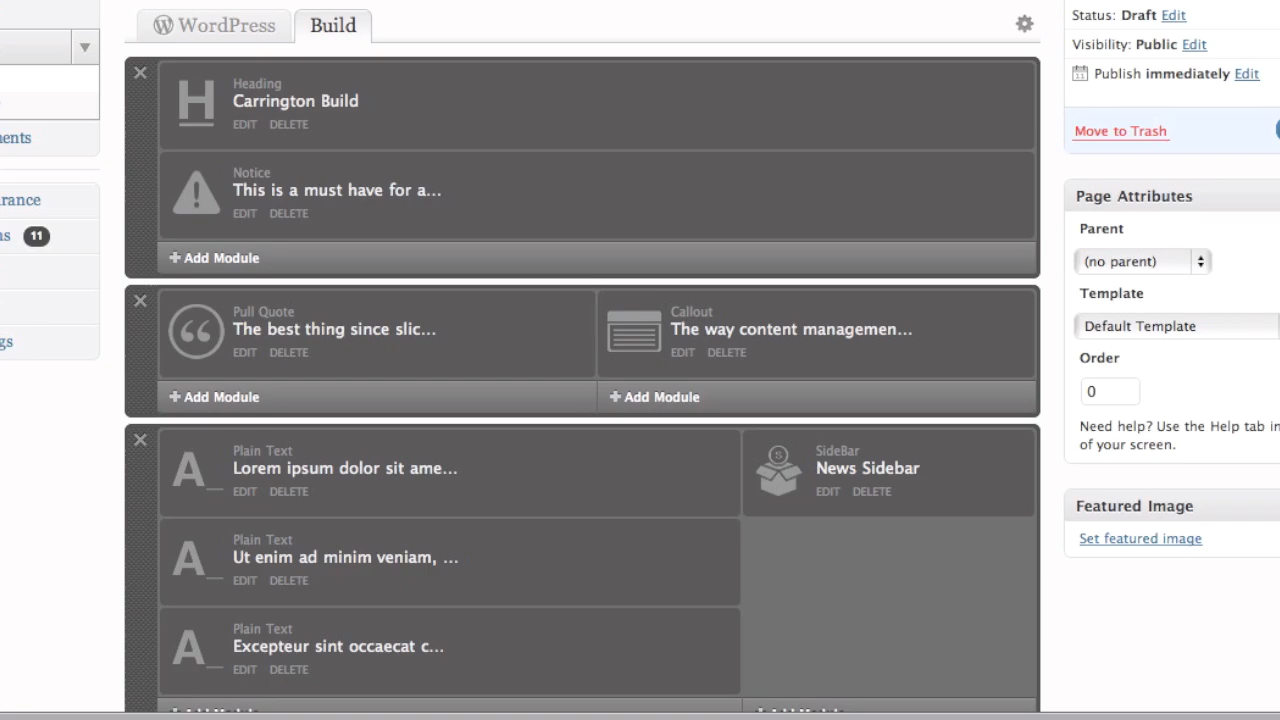 WordPress
Build
ments
rance
ns 11
gs
Heading
Carrington Build
EDIT DELETE
Notice
This is a must have for a...
EDIT DELETE
Add Module
Pull Quote
The best thing since slic...
EDIT DELETE
Add Module
Callout
The way content managemen...
EDIT DELETE
Add Module
Plain Text
Lorem ipsum dolor sit ame...
EDIT DELETE
Plain Text
Ut enim ad minim veniam, ...
EDIT DELETE
Plain Text
Excepteur sint occaecat c...
EDIT DELETE
Add Module
SideBar
News Sidebar
EDIT DELETE
Add Module
Status: Draft Edit
Visibility: Public Edit
Publish immediately Edit
Move to Trash
Page Attributes
Parent
(no parent)
Template
Default Template
Order
0
Need help? Use the Help tab in
of your screen.
Featured Image
Set featured image